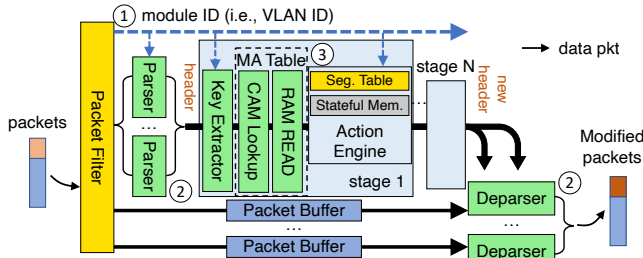 1 module ID (i.e., VLAN ID)
data pkt
packets
Packet Filter
Parser
...
Parser
2
header
Key Extractor
MA Table
CAM Lookup
RAM READ
3
Seg. Table
Stateful Mem.
Action
Engine
stage 1
...
stage N
header
new
Packet Buffer
...
Packet Buffer
Deparser
...
Deparser
2
Modified
packets